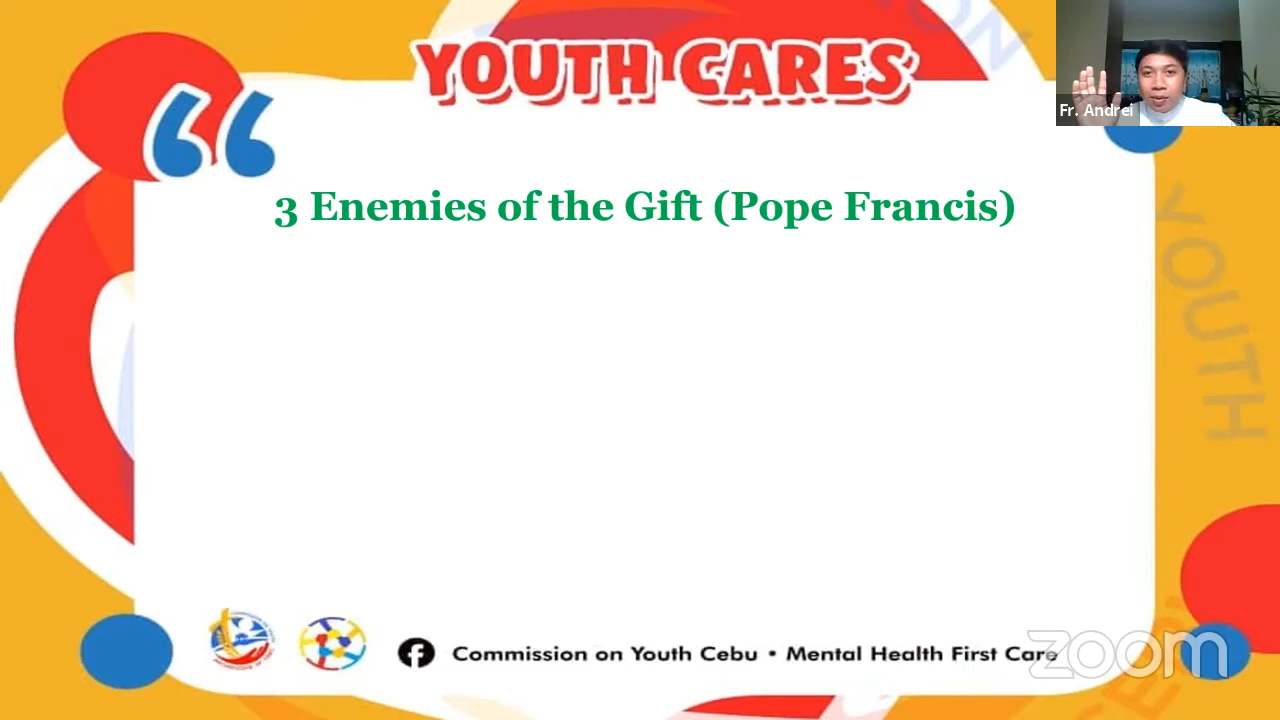 YOUTH CARES
Fr. Andrei
3 Enemies of the Gift (Pope Francis)
YOUTH
Commission on Youth Cebu • Mental Health First Care
zoom